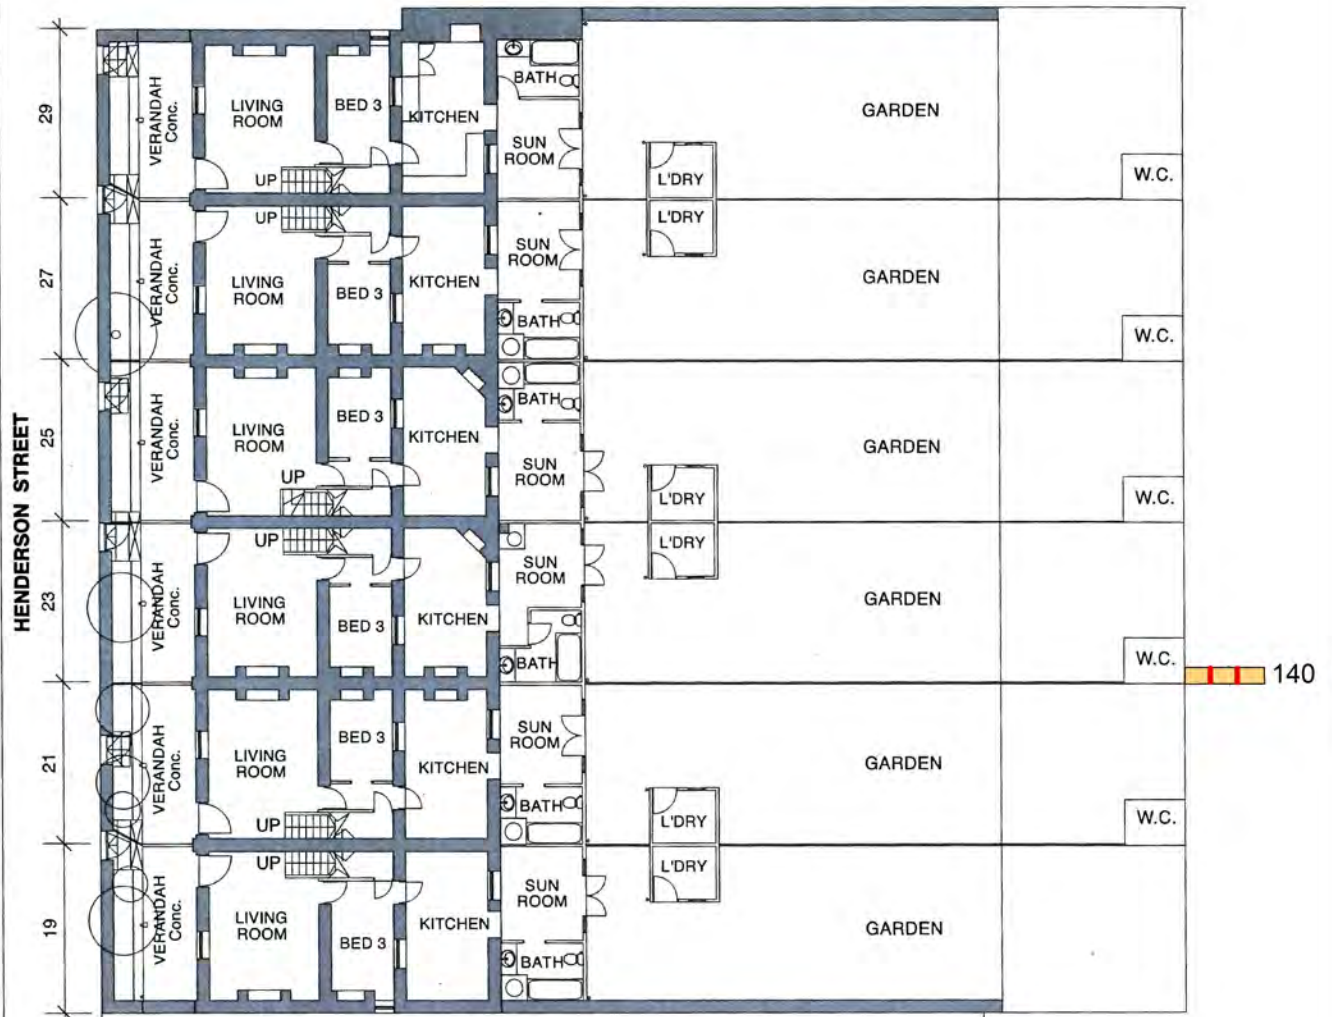 HENDERSON STREET
29
VERANDAH
Conc.
LIVING
ROOM
BED 3
KITCHEN
BATH
SUN
ROOM
UP
L'DRY
GARDEN
W.C.
27
VERANDAH
Conc.
UP
LIVING
ROOM
BED 3
KITCHEN
SUN
ROOM
BATH
L'DRY
GARDEN
W.C.
25
VERANDAH
Conc.
LIVING
ROOM
UP
BED 3
KITCHEN
BATH
SUN
ROOM
L'DRY
GARDEN
W.C.
23
VERANDAH
Conc.
UP
LIVING
ROOM
BED 3
KITCHEN
SUN
ROOM
BATH
L'DRY
GARDEN
W.C.
140
21
VERANDAH
Conc.
LIVING
ROOM
UP
BED 3
KITCHEN
SUN
ROOM
BATH
L'DRY
GARDEN
W.C.
19
VERANDAH
Conc.
UP
LIVING
ROOM
BED 3
KITCHEN
SUN
ROOM
BATH
L'DRY
GARDEN